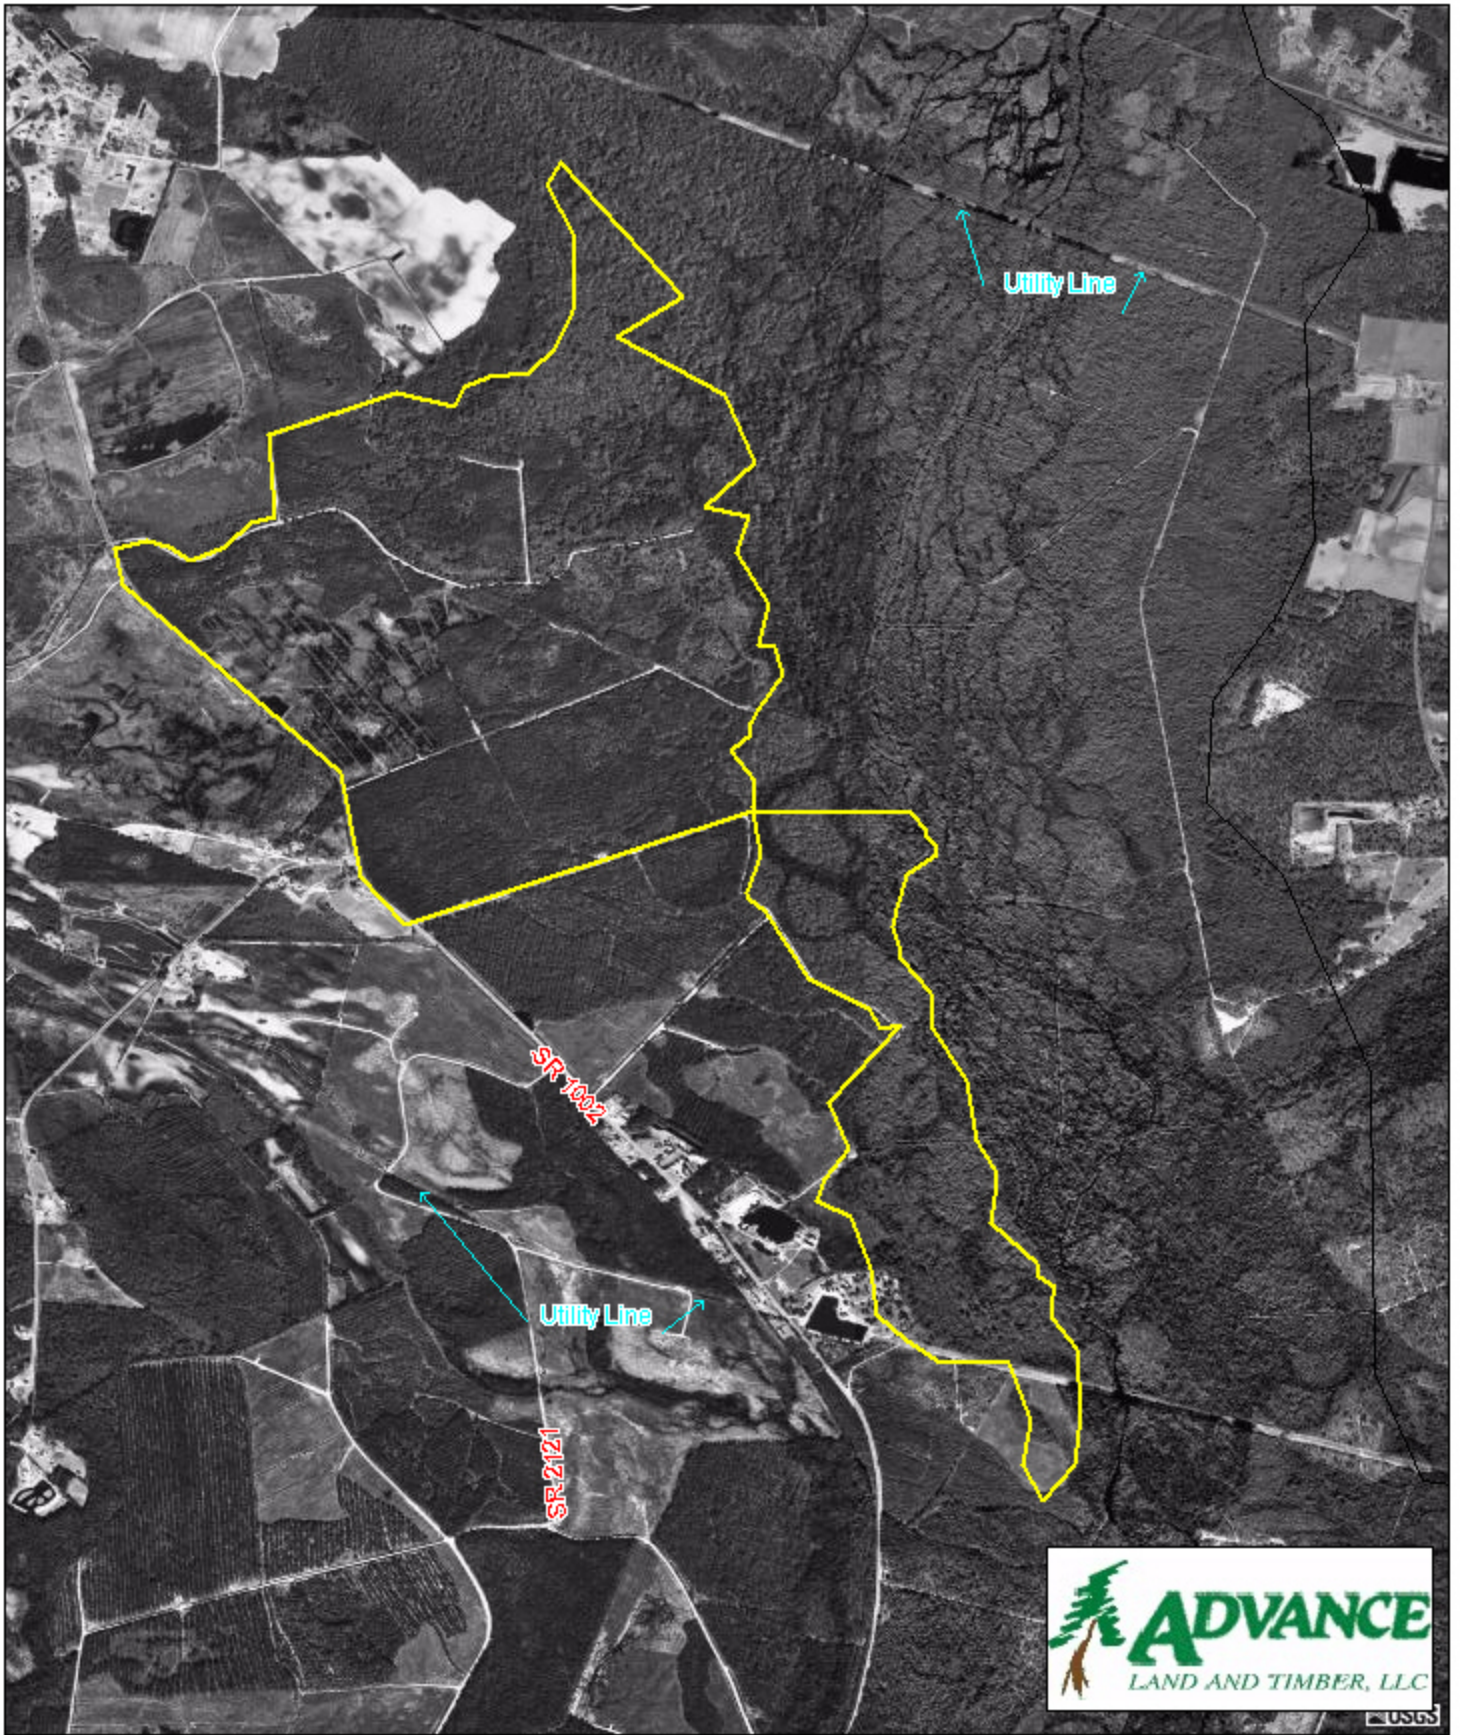 Utility Line
SR 1002
Utility Line
SR 2121
ADVANCE
LAND AND TIMBER, LLC
USGS